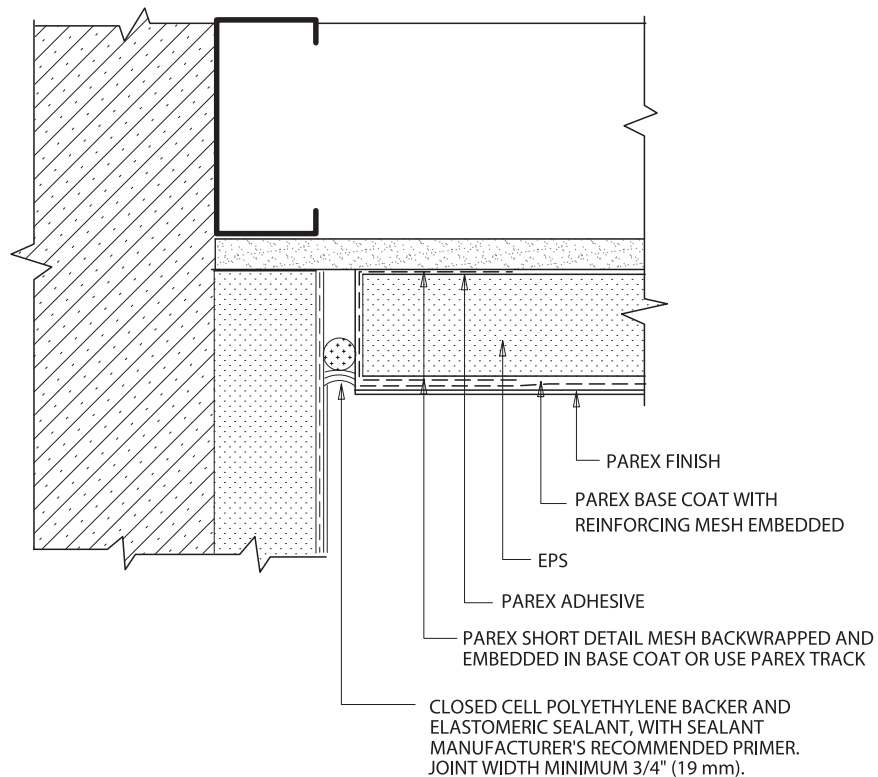 PAREX FINISH
PAREX BASE COAT WITH
REINFORCING MESH EMBEDDED
EPS
PAREX ADHESIVE
PAREX SHORT DETAIL MESH BACKWRAPPED AND
EMBEDDED IN BASE COAT OR USE PAREX TRACK
CLOSED CELL POLYETHYLENE BACKER AND
ELASTOMERIC SEALANT, WITH SEALANT
MANUFACTURER'S RECOMMENDED PRIMER.
JOINT WIDTH MINIMUM 3/4" (19 mm).